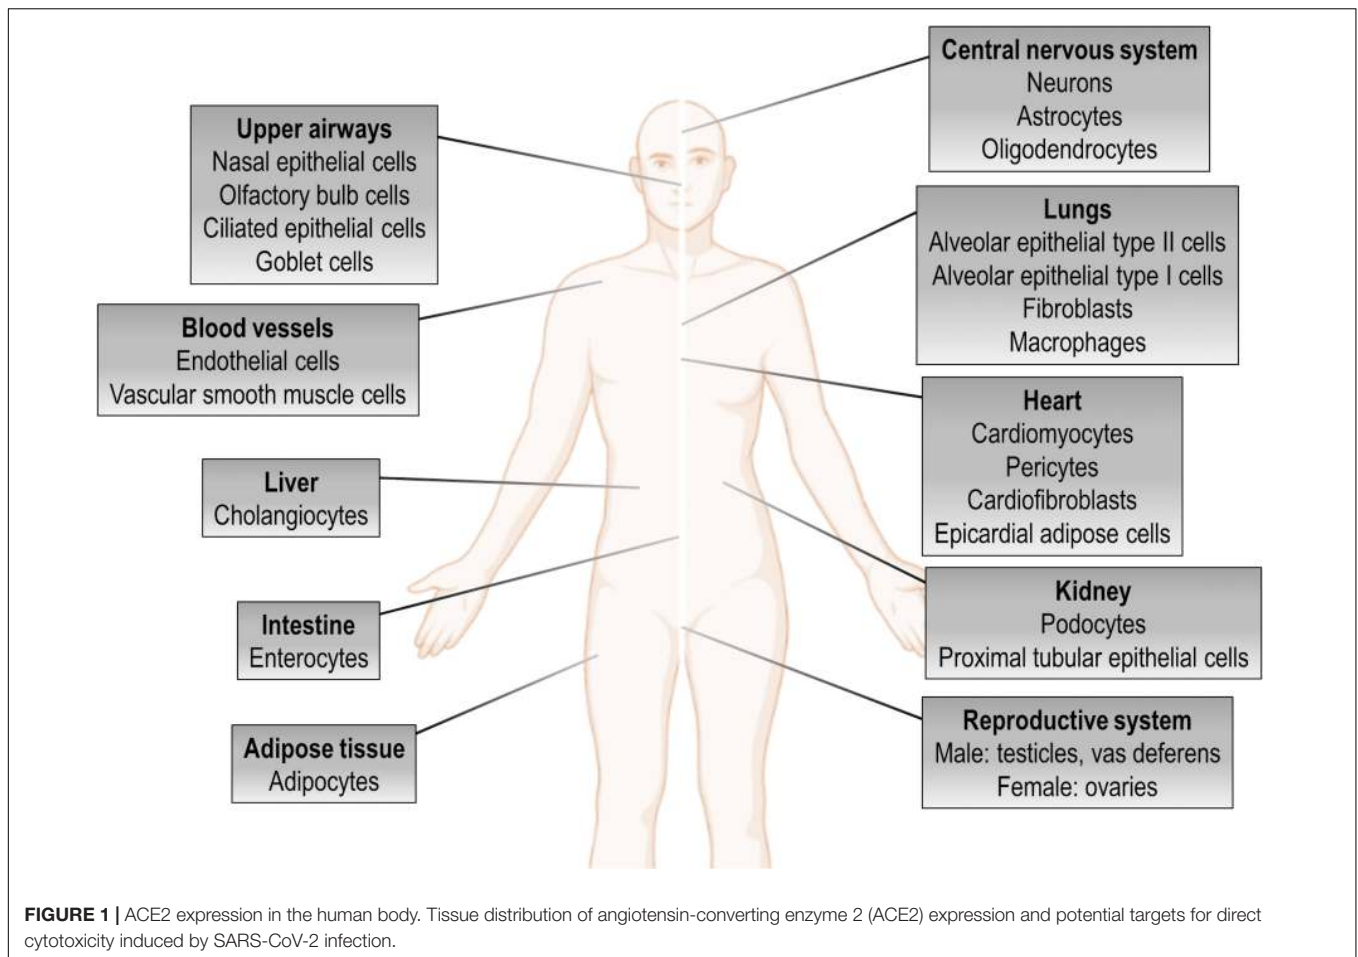 Central nervous system
Neurons
Astrocytes
Oligodendrocytes
Upper airways
Nasal epithelial cells
Olfactory bulb cells
Ciliated epithelial cells
Goblet cells
Lungs
Alveolar epithelial type II cells
Alveolar epithelial type I cells
Fibroblasts
Macrophages
Blood vessels
Endothelial cells
Vascular smooth muscle cells
Heart
Cardiomyocytes
Pericytes
Cardiofibroblasts
Epicardial adipose cells
Liver
Cholangiocytes
Kidney
Podocytes
Proximal tubular epithelial cells
Intestine
Enterocytes
Reproductive system
Male: testicles, vas deferens
Female: ovaries
Adipose tissue
Adipocytes
FIGURE 1 | ACE2 expression in the human body. Tissue distribution of angiotensin-converting enzyme 2 (ACE2) expression and potential targets for direct
cytotoxicity induced by SARS-CoV-2 infection.